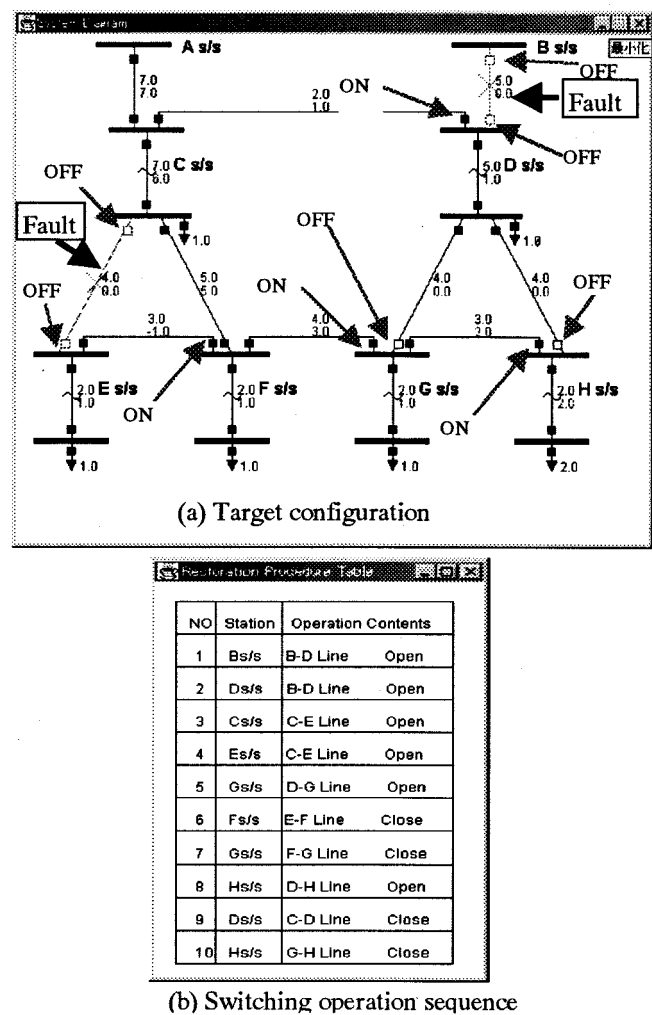 System Diagram
A s/s
B s/s
最小化
OFF
ON
Fault
7.0
7.0
2.0
1.0
5.0
0.0
OFF
C s/s
7.0
6.0
D s/s
5.0
1.0
OFF
Fault
OFF
1.0
1.0
4.0
0.0
5.0
5.0
4.0
0.0
4.0
0.0
OFF
ON
OFF
3.0
-1.0
4.0
3.0
3.0
2.0
E s/s
2.0
1.0
F s/s
2.0
1.0
G s/s
2.0
1.0
H s/s
2.0
2.0
ON
ON
1.0
1.0
1.0
2.0
(a) Target configuration
Restoration Procedure Table
NO Station Operation Contents
1 Bs/s B-D Line Open
2 Ds/s B-D Line Open
3 Cs/s C-E Line Open
4 Es/s C-E Line Open
5 Gs/s D-G Line Open
6 Fs/s E-F Line Close
7 Gs/s F-G Line Close
8 Hs/s D-H Line Open
9 Ds/s C-D Line Close
10 Hs/s G-H Line Close
(b) Switching operation sequence